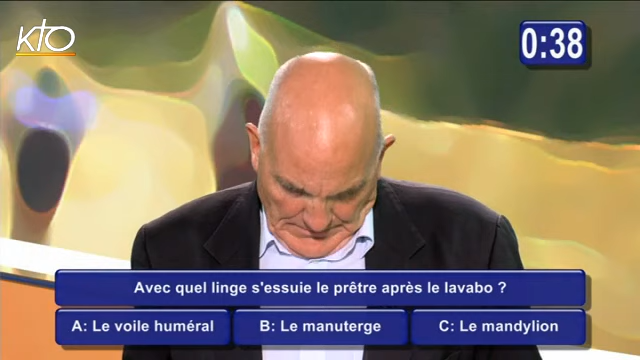 KTO
0:38
Avec quel linge s'essuie le prêtre après le lavabo ?
A: Le voile huméral
B: Le manuterge
C: Le mandylion